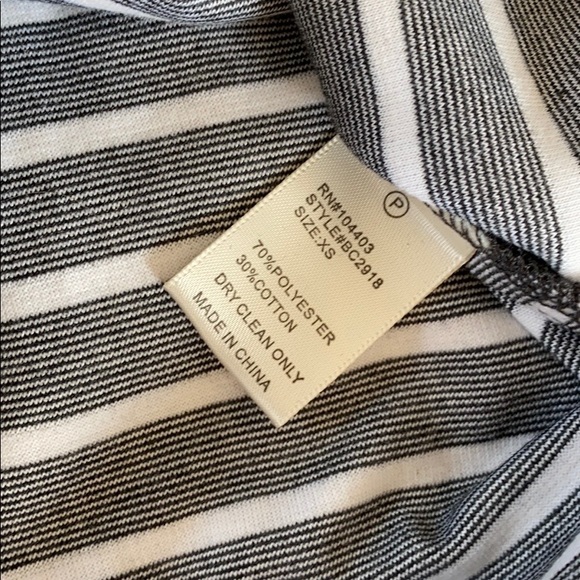 P
RN#104403
STYLE#BC2918
SIZE:XS
70%POLYESTER
30%COTTON
DRY CLEAN ONLY
MADE IN CHINA